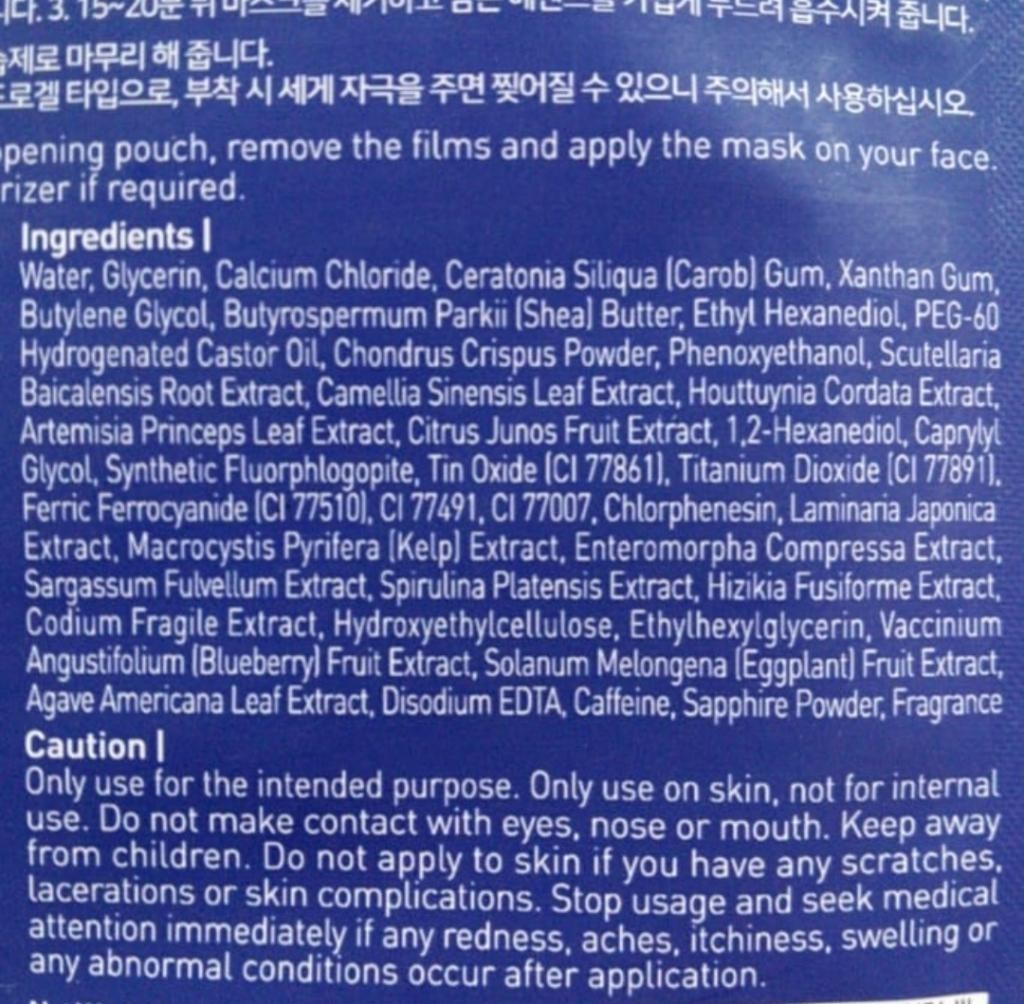 니다. 3. 15~20분 뒤 마스크를 제거하고 남은 에센스를 가볍게 두드려 흡수시켜 줍니다.
습제로 마무리 해 줍니다.
드로겔 타입으로, 부착 시 세게 자극을 주면 찢어질 수 있으니 주의해서 사용하십시오.
pening pouch, remove the films and apply the mask on your face.
rizer if required.
Ingredients |
Water, Glycerin, Calcium Chloride, Ceratonia Siliqua (Carob) Gum, Xanthan Gum,
Butylene Glycol, Butyrospermum Parkii (Shea) Butter, Ethyl Hexanediol, PEG-60
Hydrogenated Castor Oil, Chondrus Crispus Powder, Phenoxyethanol, Scutellaria
Baicalensis Root Extract, Camellia Sinensis Leaf Extract, Houttuynia Cordata Extract,
Artemisia Princeps Leaf Extract, Citrus Junos Fruit Extract, 1,2-Hexanediol, Caprylyl
Glycol, Synthetic Fluorphlogopite, Tin Oxide (CI 77861), Titanium Dioxide (CI 77891),
Ferric Ferrocyanide (CI 77510), CI 77491, CI 77007, Chlorphenesin, Laminaria Japonica
Extract, Macrocystis Pyrifera (Kelp) Extract, Enteromorpha Compressa Extract,
Sargassum Fulvellum Extract, Spirulina Platensis Extract, Hizikia Fusiforme Extract,
Codium Fragile Extract, Hydroxyethylcellulose, Ethylhexylglycerin, Vaccinium
Angustifolium (Blueberry) Fruit Extract, Solanum Melongena (Eggplant) Fruit Extract,
Agave Americana Leaf Extract, Disodium EDTA, Caffeine, Sapphire Powder, Fragrance
Caution |
Only use for the intended purpose. Only use on skin, not for internal
use. Do not make contact with eyes, nose or mouth. Keep away
from children. Do not apply to skin if you have any scratches,
lacerations or skin complications. Stop usage and seek medical
attention immediately if any redness, aches, itchiness, swelling or
any abnormal conditions occur after application.